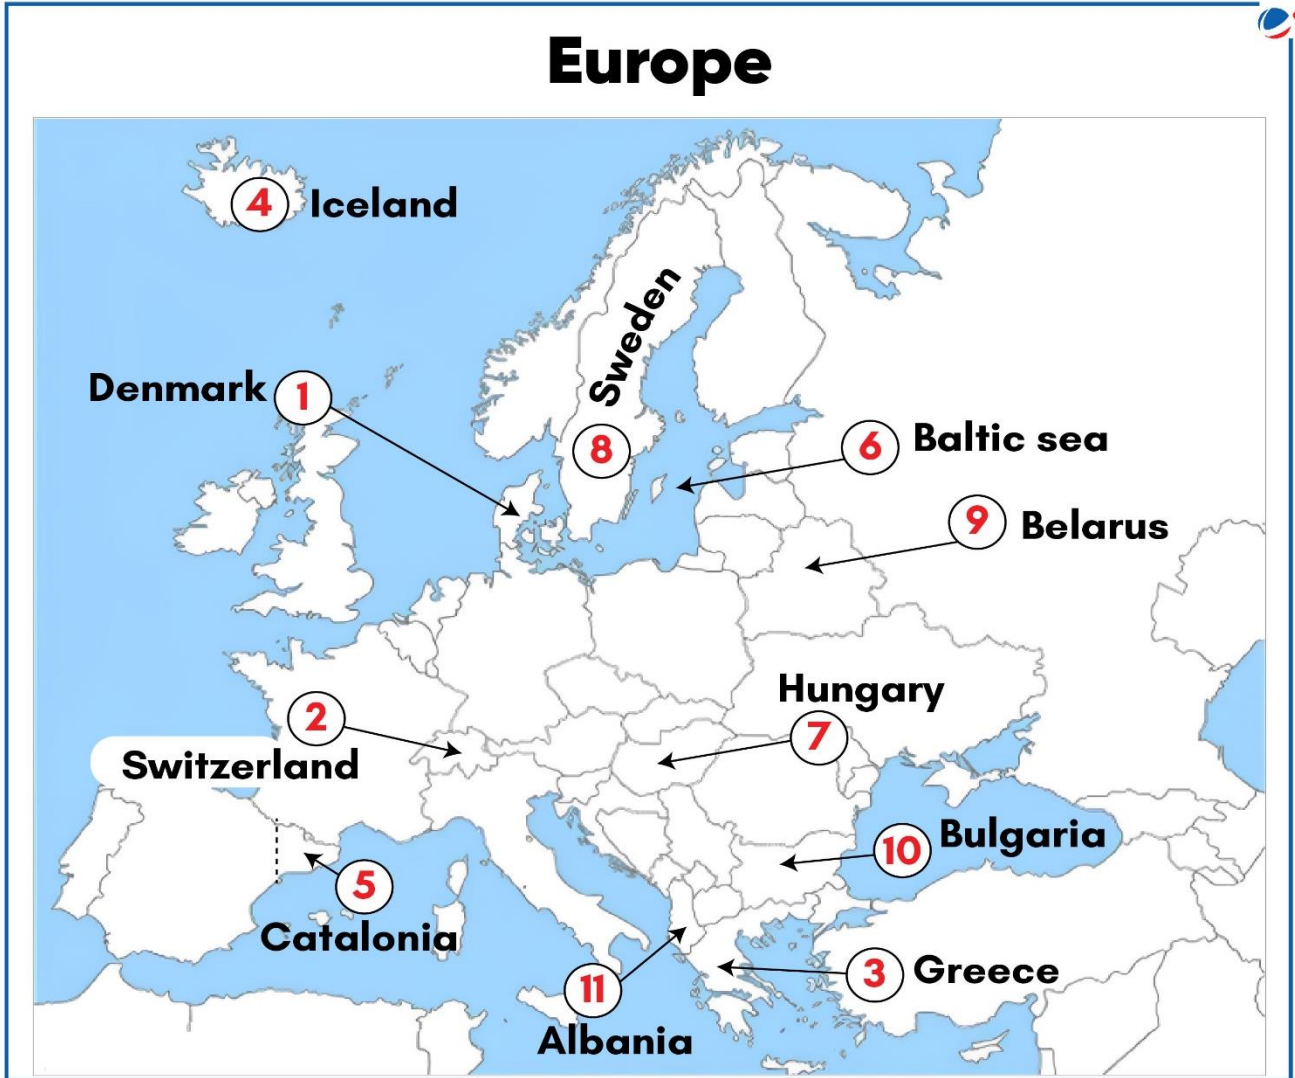 Europe
4 Iceland
Sweden
Denmark 1
8
6 Baltic sea
9 Belarus
Hungary
2
7
Switzerland
10 Bulgaria
5
Catalonia
3 Greece
11
Albania